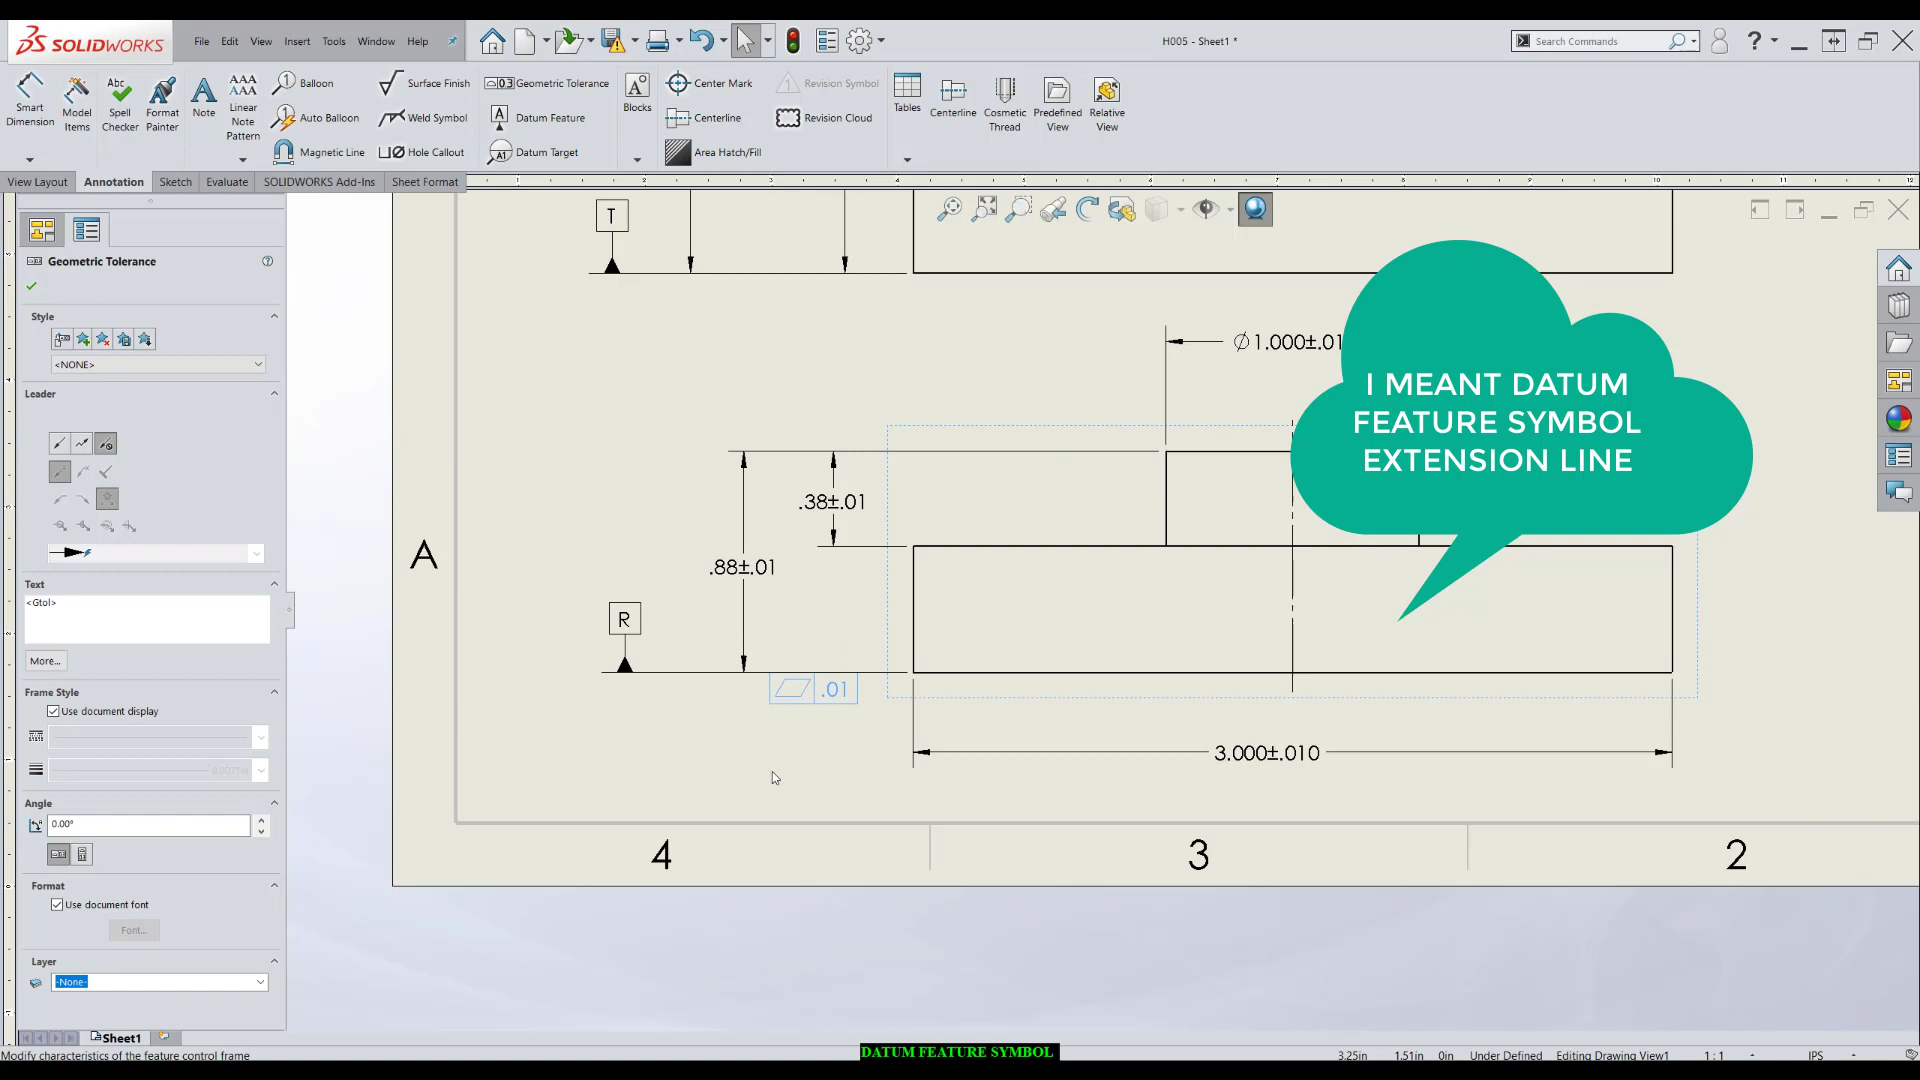 SOLIDWORKS File Edit View Insert Tools Window Help H005 - Sheet1 * Search Commands ?
Smart Dimension
Model Items
Abc
Spell Checker
Format Painter
Note
AAA
AAA
Linear Note Pattern
Balloon
Auto Balloon
Magnetic Line
Surface Finish
Weld Symbol
Hole Callout
Geometric Tolerance
Datum Feature
Datum Target
Blocks
Center Mark
Centerline
Area Hatch/Fill
Revision Symbol
Revision Cloud
Tables
Centerline
Cosmetic Thread
Predefined View
Relative View
View Layout Annotation Sketch Evaluate SOLIDWORKS Add-Ins Sheet Format
Geometric Tolerance
Style
<NONE>
Leader
Text
<Gtol>
More...
Frame Style
Use document display
0.0071in
Angle
0.00°
Format
Use document font
Font...
Layer
-None-
Sheet1
Modify characteristics of the feature control frame
T
∅1.000±.01
I MEANT DATUM
FEATURE SYMBOL
EXTENSION LINE
.38±.01
A
.88±.01
R
.01
3.000±.010
4 3 2
DATUM FEATURE SYMBOL
3.25in 1.51in 0in Under Defined Editing Drawing View1 1 : 1 IPS